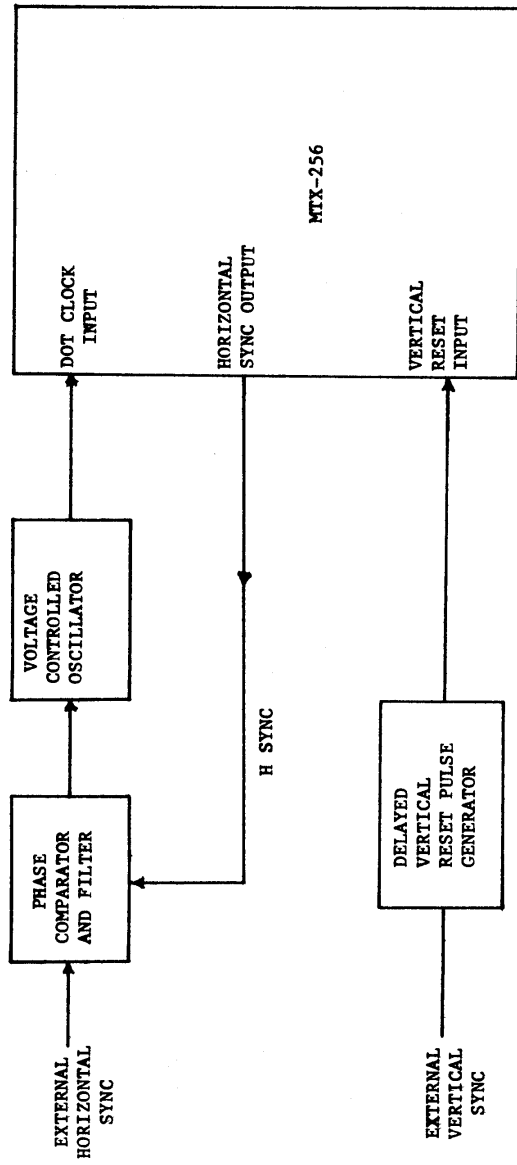 EXTERNAL
HORIZONTAL
SYNC
PHASE
COMPARATOR
AND FILTER
VOLTAGE
CONTROLLED
OSCILLATOR
DOT CLOCK
INPUT
H SYNC
HORIZONTAL
SYNC OUTPUT
MTX-256
EXTERNAL
VERTICAL
SYNC
DELAYED
VERTICAL
RESET PULSE
GENERATOR
VERTICAL
RESET
INPUT